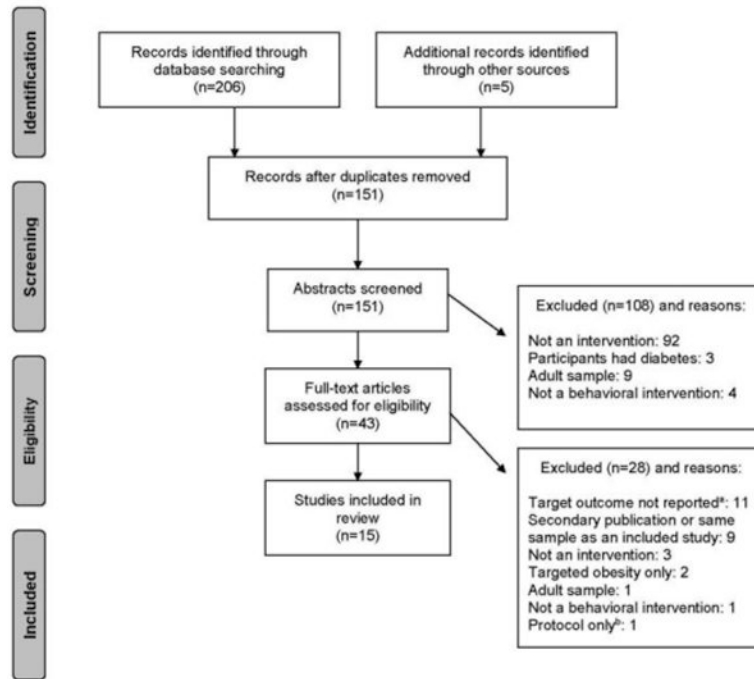 Identification
Records identified through
database searching
(n=206)
Additional records identified
through other sources
(n=5)
Records after duplicates removed
(n=151)
Screening
Abstracts screened
(n=151)
Excluded (n=108) and reasons:
Not an intervention: 92
Participants had diabetes: 3
Adult sample: 9
Not a behavioral intervention: 4
Eligibility
Full-text articles
assessed for eligibility
(n=43)
Excluded (n=28) and reasons:
Target outcome not reportedᵃ: 11
Secondary publication or same
sample as an included study: 9
Not an intervention: 3
Targeted obesity only: 2
Adult sample: 1
Not a behavioral intervention: 1
Protocol onlyᵇ: 1
Studies included in
review
(n=15)
Included